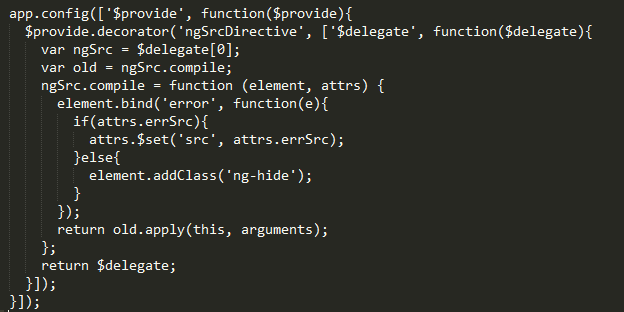 app.config(['$provide', function($provide){
  $provide.decorator('ngSrcDirective', ['$delegate', function($delegate){
    var ngSrc = $delegate[0];
    var old = ngSrc.compile;
    ngSrc.compile = function (element, attrs) {
      element.bind('error', function(e){
        if(attrs.errSrc){
          attrs.$set('src', attrs.errSrc);
        }else{
          element.addClass('ng-hide');
        }
      });
      return old.apply(this, arguments);
    };
    return $delegate;
  }]);
}]);